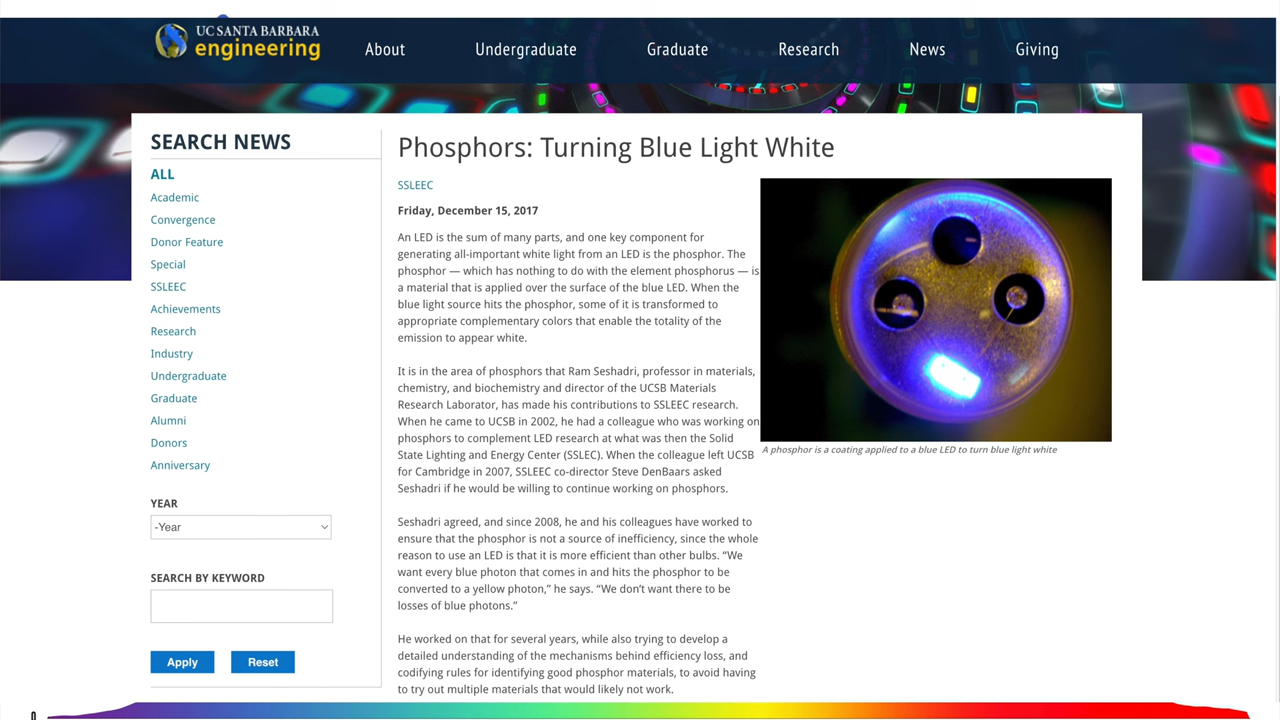 UC SANTA BARBARA
engineering
About
Undergraduate
Graduate
Research
News
Giving
SEARCH NEWS
ALL
Academic
Convergence
Donor Feature
Special
SSLEEC
Achievements
Research
Industry
Undergraduate
Graduate
Alumni
Donors
Anniversary
YEAR
-Year
SEARCH BY KEYWORD
Apply
Reset
Phosphors: Turning Blue Light White
SSLEEC
Friday, December 15, 2017
An LED is the sum of many parts, and one key component for
generating all-important white light from an LED is the phosphor. The
phosphor — which has nothing to do with the element phosphorus — is
a material that is applied over the surface of the blue LED. When the
blue light source hits the phosphor, some of it is transformed to
appropriate complementary colors that enable the totality of the
emission to appear white.
It is in the area of phosphors that Ram Seshadri, professor in materials,
chemistry, and biochemistry and director of the UCSB Materials
Research Laborator, has made his contributions to SSLEEC research.
When he came to UCSB in 2002, he had a colleague who was working on
phosphors to complement LED research at what was then the Solid
State Lighting and Energy Center (SSLEC). When the colleague left UCSB
for Cambridge in 2007, SSLEEC co-director Steve DenBaars asked
Seshadri if he would be willing to continue working on phosphors.
Seshadri agreed, and since 2008, he and his colleagues have worked to
ensure that the phosphor is not a source of inefficiency, since the whole
reason to use an LED is that it is more efficient than other bulbs. “We
want every blue photon that comes in and hits the phosphor to be
converted to a yellow photon,” he says. “We don’t want there to be
losses of blue photons.”
He worked on that for several years, while also trying to develop a
detailed understanding of the mechanisms behind efficiency loss, and
codifying rules for identifying good phosphor materials, to avoid having
to try out multiple materials that would likely not work.
A phosphor is a coating applied to a blue LED to turn blue light white
0